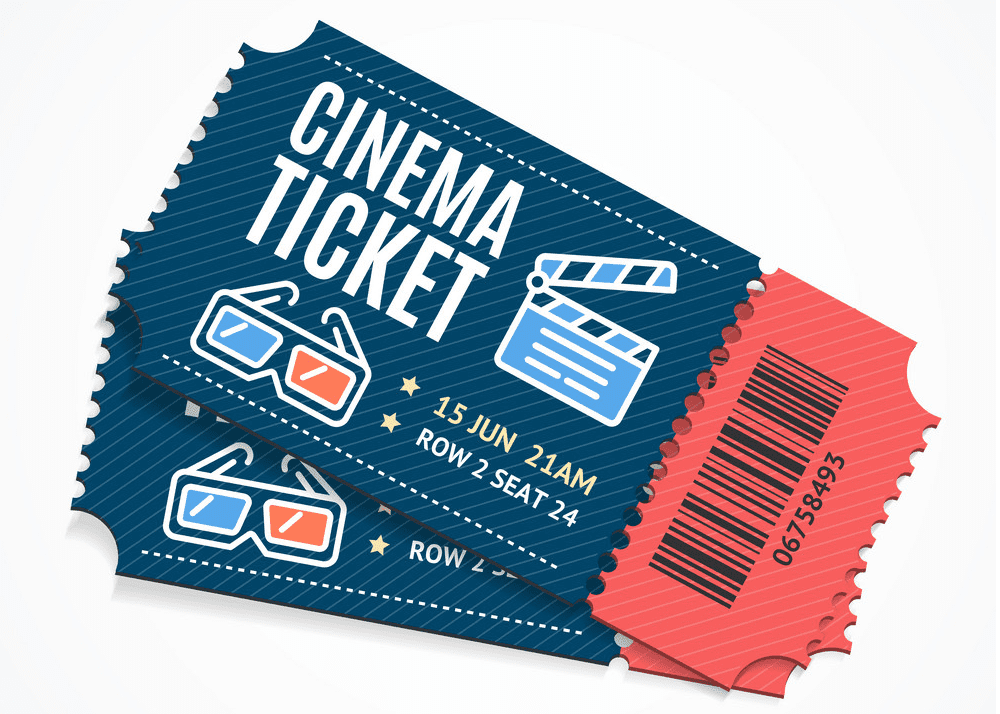 CINEMA
TICKET
15 JUN 21AM
ROW 2 SEAT 24
06758493
ROW 2